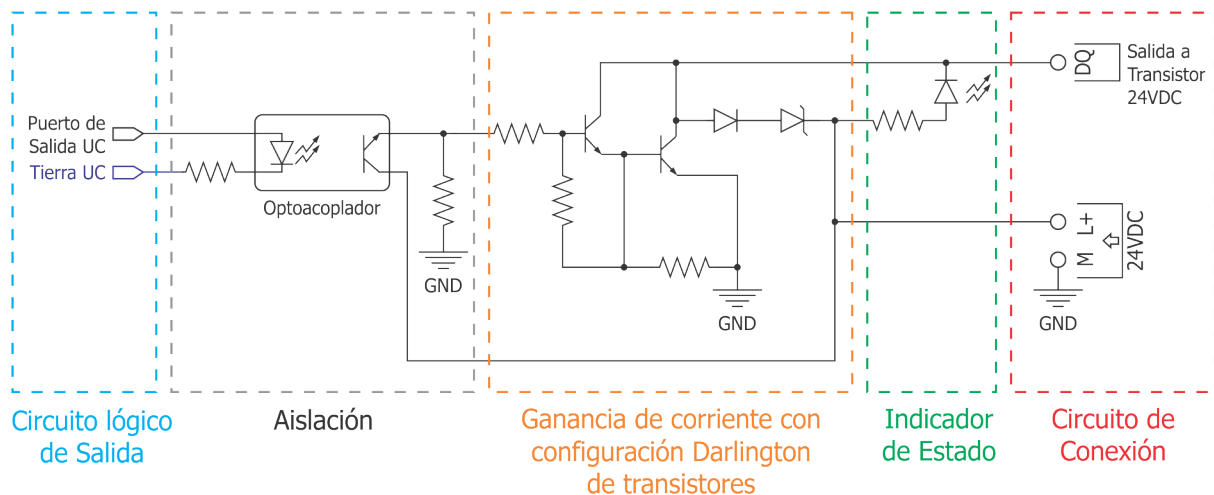 Puerto de
Salida UC
Tierra UC
Optoacoplador
GND
GND
DQ
Salida a
Transistor
24VDC
L+
M
24VDC
GND
Circuito lógico
de Salida
Aislación
Ganancia de corriente con
configuración Darlington
de transistores
Indicador
de Estado
Circuito de
Conexión